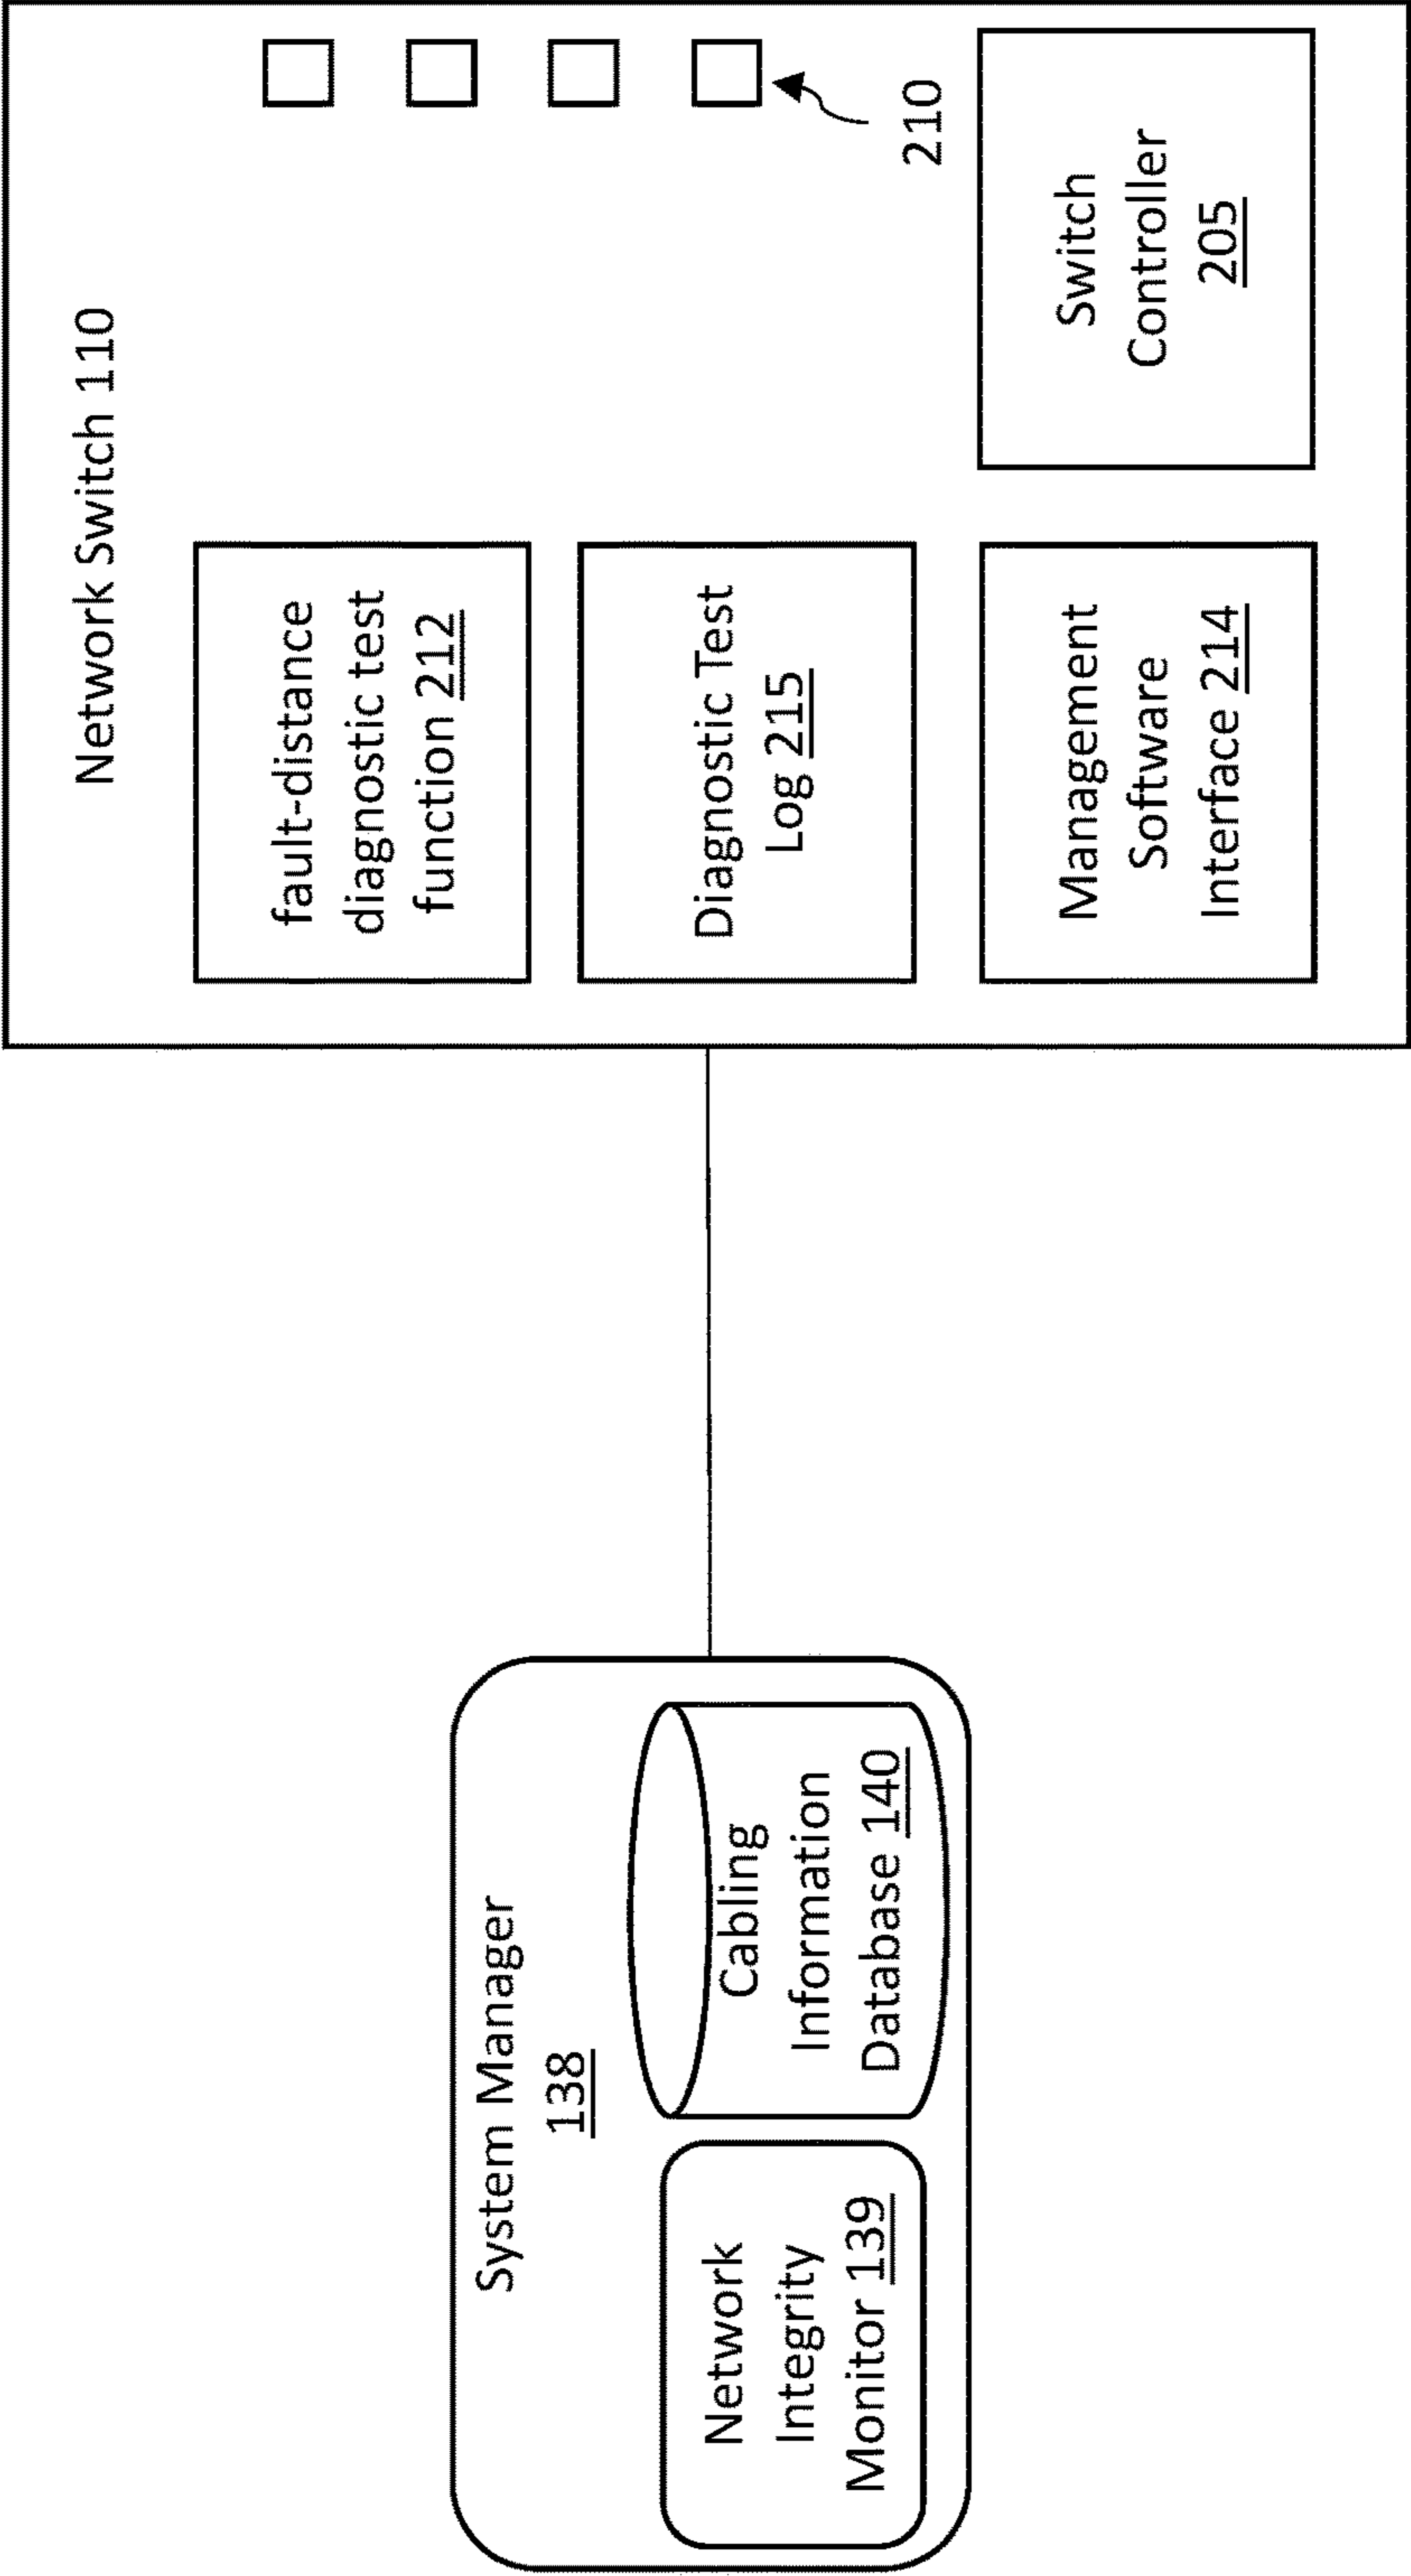 Network Switch 110
fault-distance
diagnostic test
function 212
Diagnostic Test
Log 215
Management
Software
Interface 214
210
Switch
Controller
205
System Manager
138
Network
Integrity
Monitor 139
Cabling
Information
Database 140